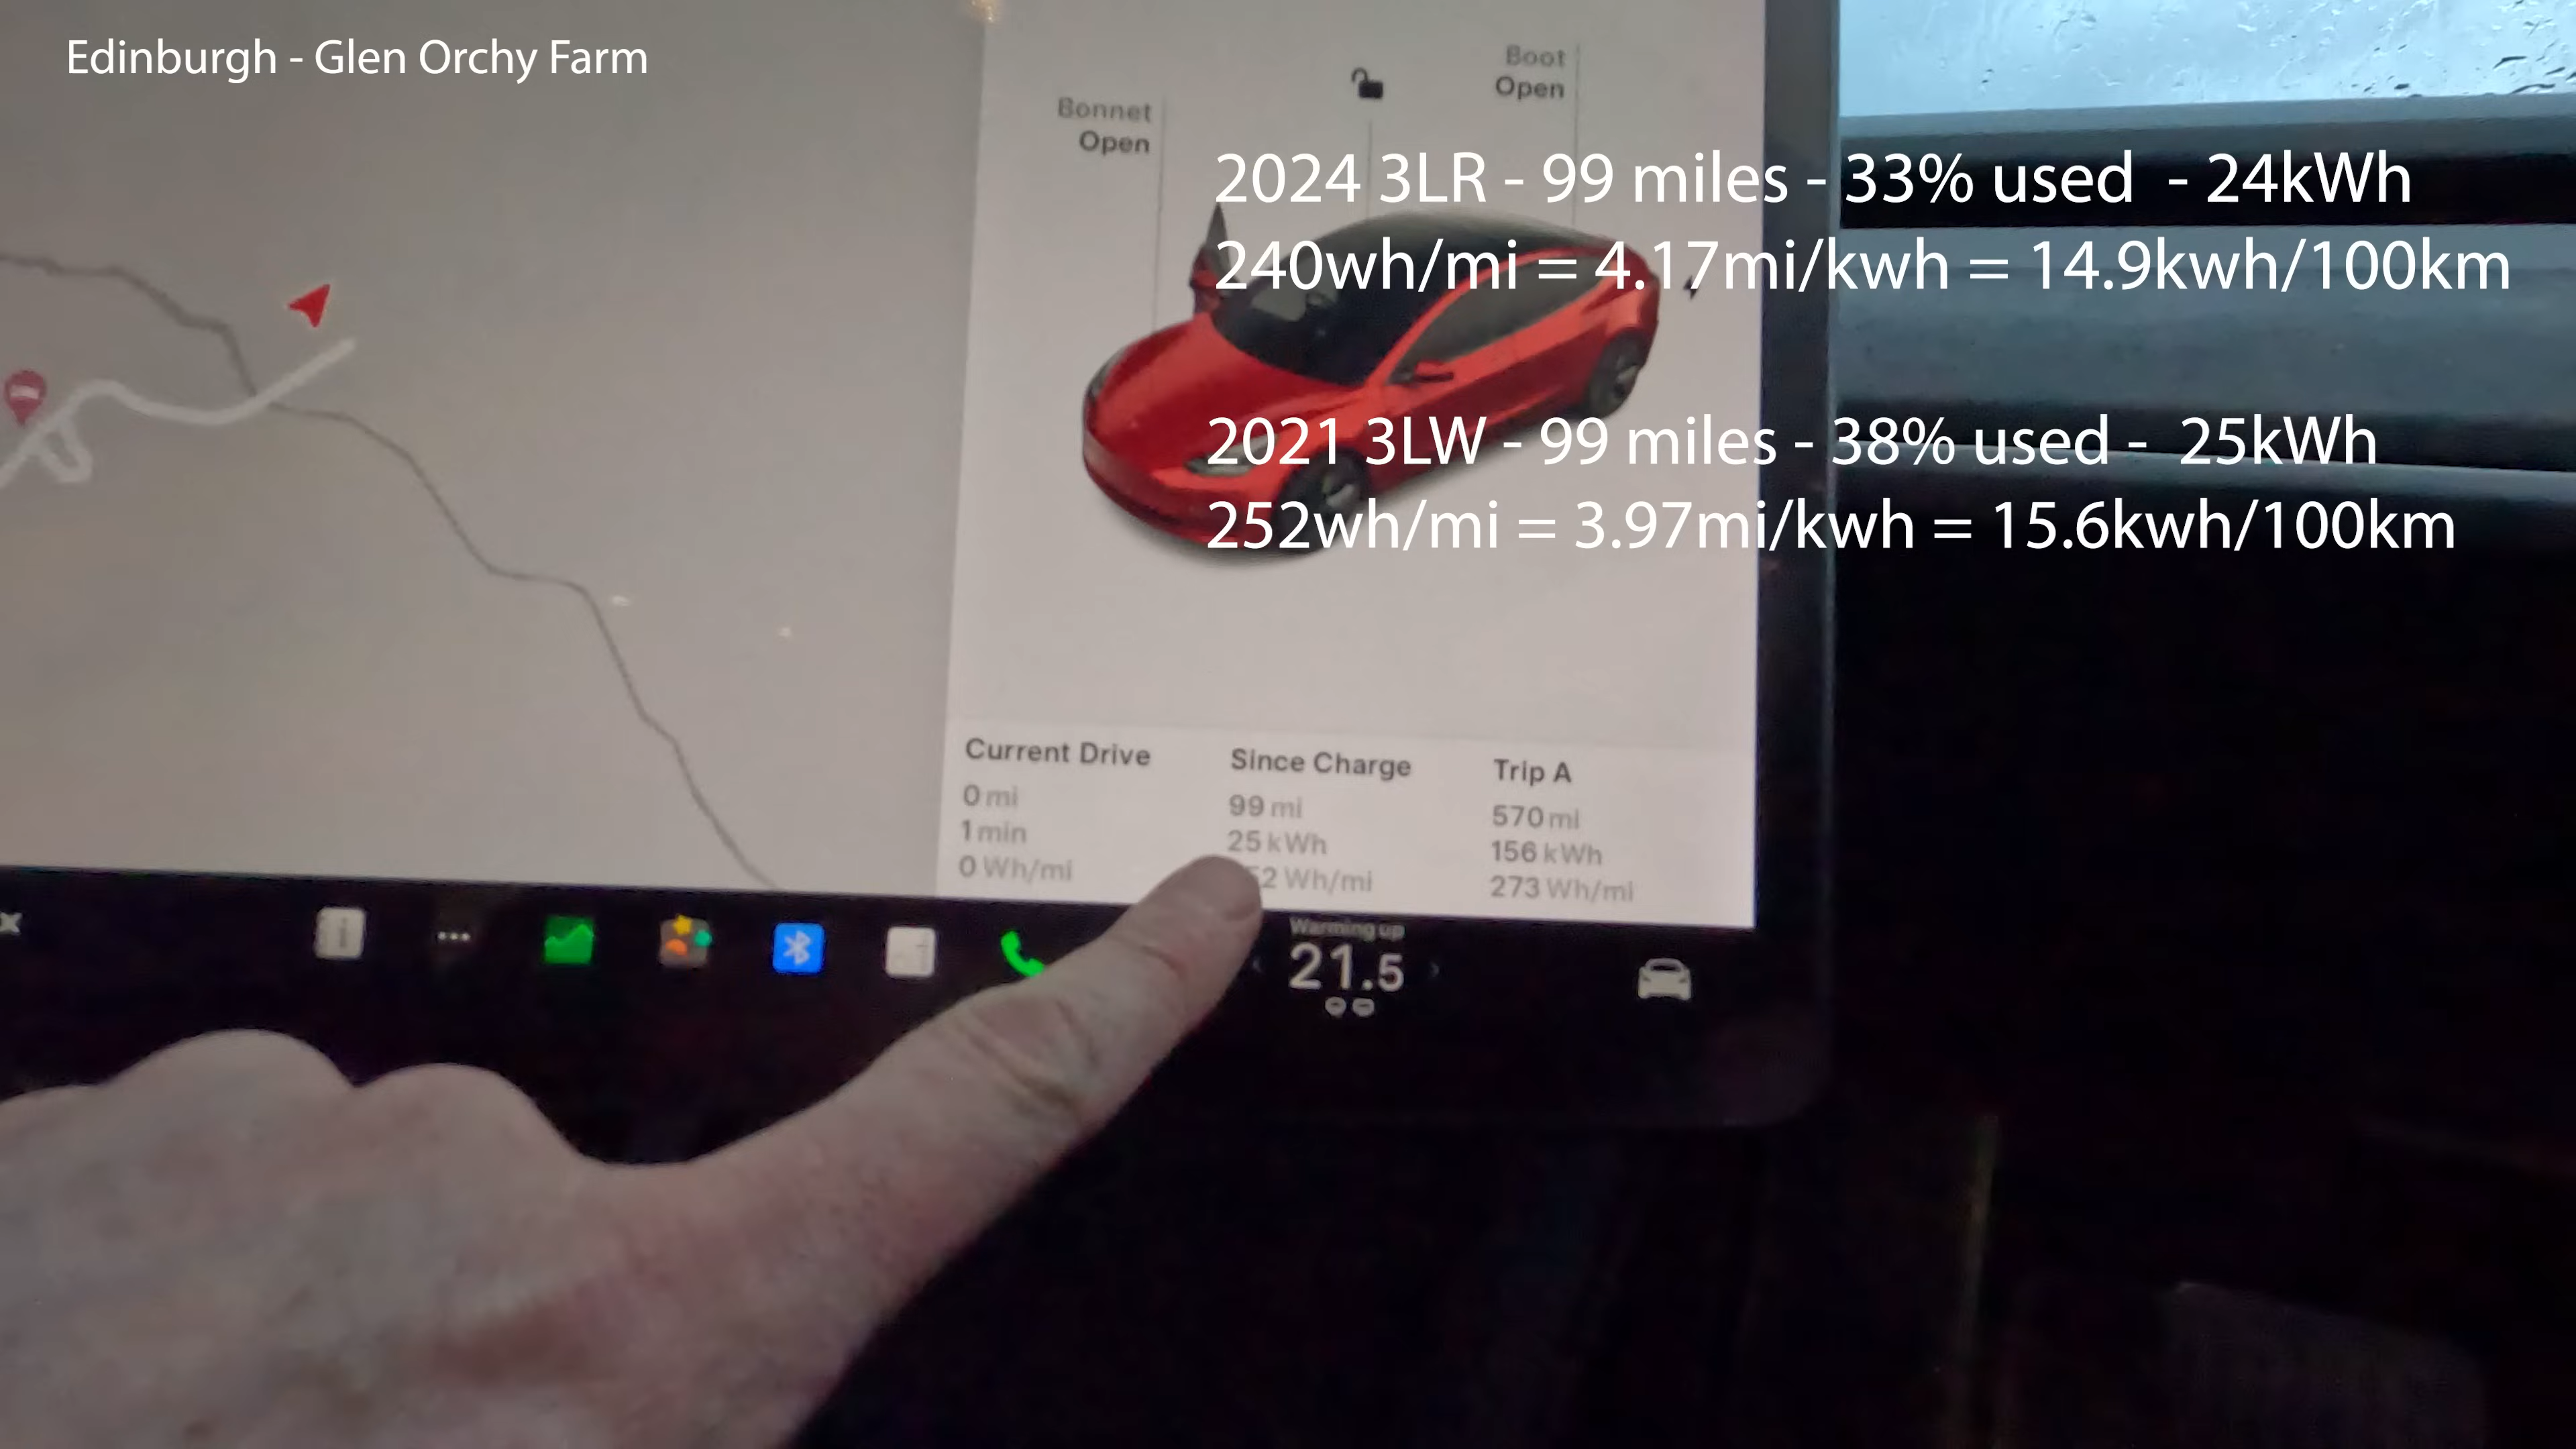 Edinburgh - Glen Orchy Farm
Boot
Open
Bonnet
Open
2024 3LR - 99 miles - 33% used - 24kWh
240wh/mi = 4.17mi/kwh = 14.9kwh/100km
2021 3LW - 99 miles - 38% used - 25kWh
252wh/mi = 3.97mi/kwh = 15.6kwh/100km
Current Drive
0 mi
1 min
0 Wh/mi
Since Charge
99 mi
25 kWh
2 Wh/mi
Trip A
570 mi
156 kWh
273 Wh/mi
Warming up
21.5